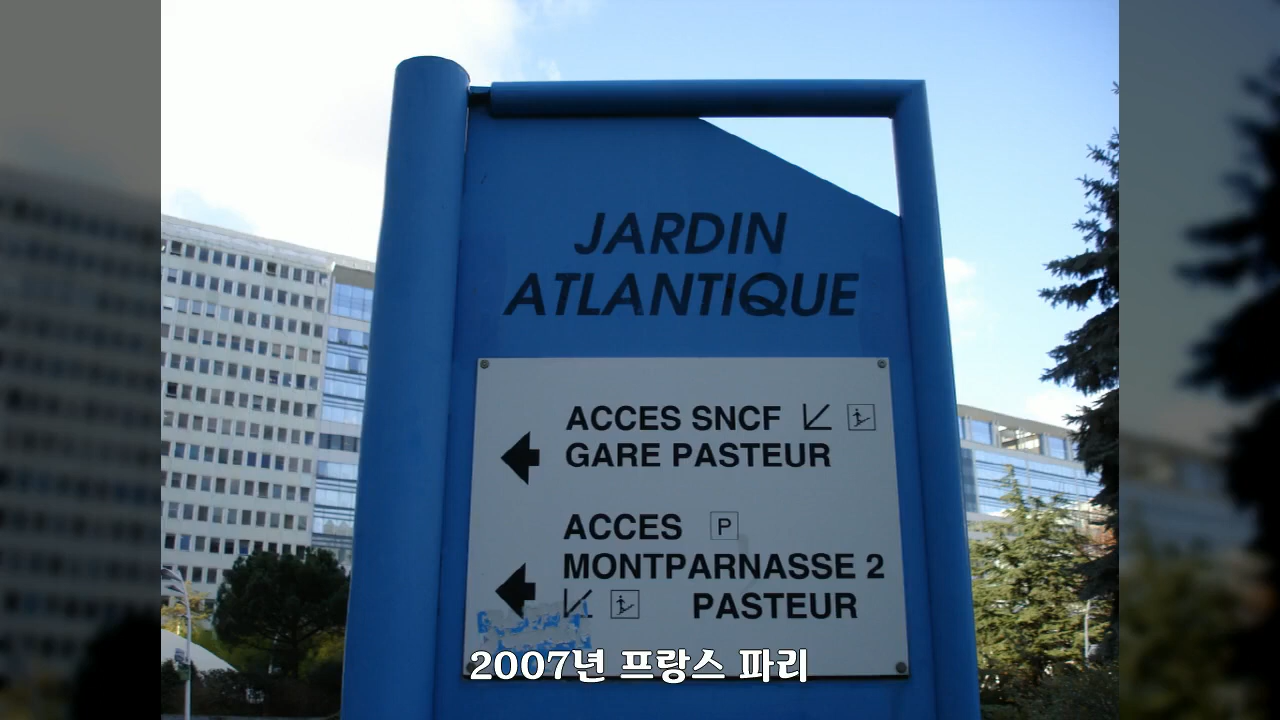 JARDIN
ATLANTIQUE
ACCES SNCF
GARE PASTEUR
ACCES P
MONTPARNASSE 2
PASTEUR
2007년 프랑스 파리